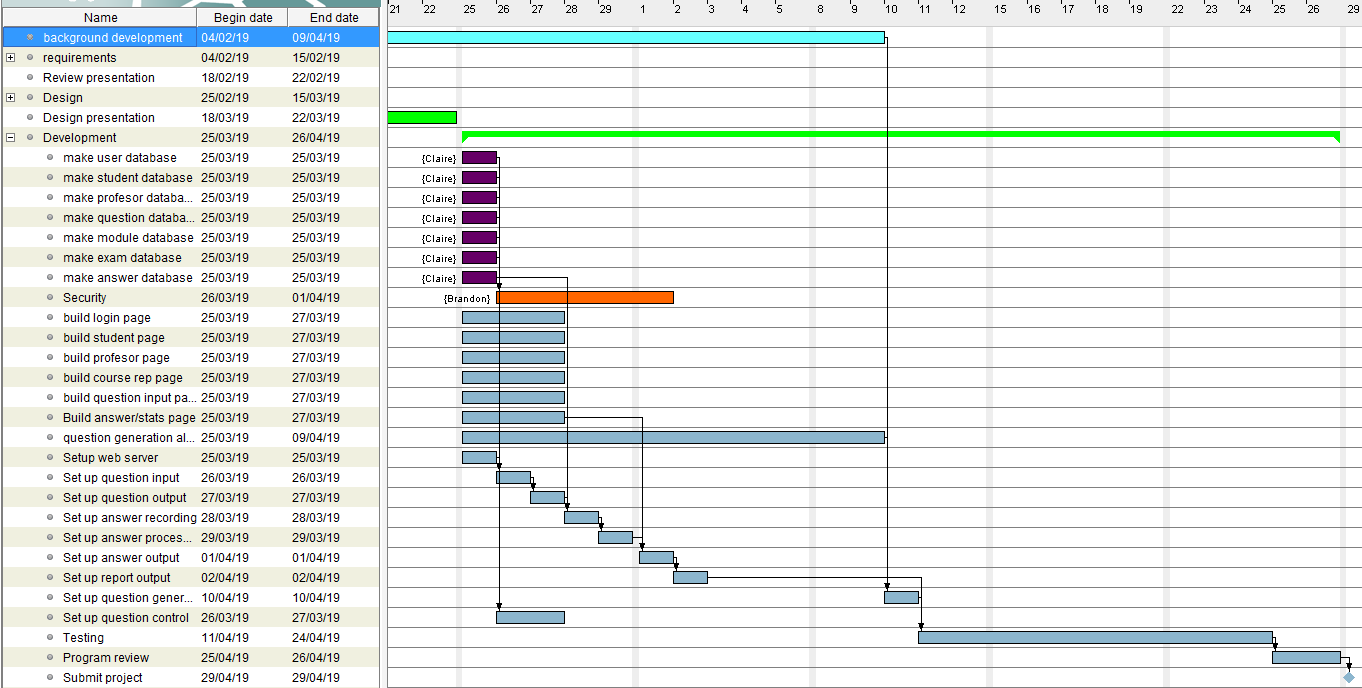 Name Begin date End date
21 22 25 26 27 28 29 1 2 3 4 5 8 9 10 11 12 15 16 17 18 19 22 23 24 25 26 29
background development 04/02/19 09/04/19
requirements 04/02/19 15/02/19
Review presentation 18/02/19 22/02/19
Design 25/02/19 15/03/19
Design presentation 18/03/19 22/03/19
Development 25/03/19 26/04/19
make user database 25/03/19 25/03/19 {Claire}
make student database 25/03/19 25/03/19 {Claire}
make profesor databa... 25/03/19 25/03/19 {Claire}
make question databa... 25/03/19 25/03/19 {Claire}
make module database 25/03/19 25/03/19 {Claire}
make exam database 25/03/19 25/03/19 {Claire}
make answer database 25/03/19 25/03/19 {Claire}
Security 26/03/19 01/04/19 {Brandon}
build login page 25/03/19 27/03/19
build student page 25/03/19 27/03/19
build profesor page 25/03/19 27/03/19
build course rep page 25/03/19 27/03/19
build question input pa... 25/03/19 27/03/19
Build answer/stats page 25/03/19 27/03/19
question generation al... 25/03/19 09/04/19
Setup web server 25/03/19 25/03/19
Set up question input 26/03/19 26/03/19
Set up question output 27/03/19 27/03/19
Set up answer recording 28/03/19 28/03/19
Set up answer proces... 29/03/19 29/03/19
Set up answer output 01/04/19 01/04/19
Set up report output 02/04/19 02/04/19
Set up question gener... 10/04/19 10/04/19
Set up question control 26/03/19 27/03/19
Testing 11/04/19 24/04/19
Program review 25/04/19 26/04/19
Submit project 29/04/19 29/04/19